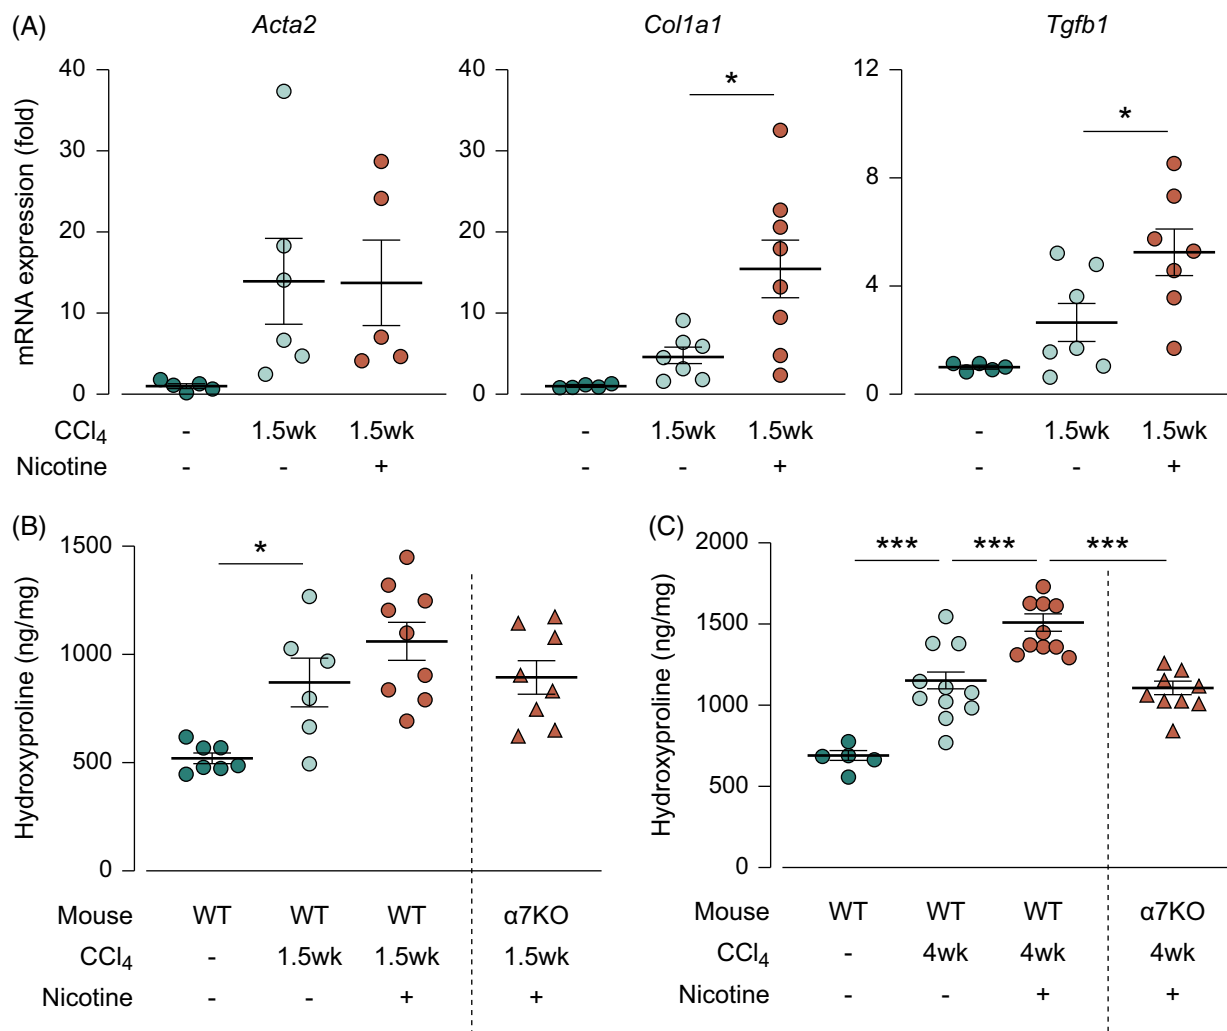 (A)
Acta2 Col1a1 Tgfb1
mRNA expression (fold)
40
30
20
10
0
40
30
20
10
0
*
12
8
4
0
*
CCl4 - 1.5wk 1.5wk - 1.5wk 1.5wk - 1.5wk 1.5wk
Nicotine - - + - - + - - +
(B)
Hydroxyproline (ng/mg)
1500
1000
500
0
*
Mouse WT WT WT α7KO
CCl4 - 1.5wk 1.5wk 1.5wk
Nicotine - - + +
(C)
Hydroxyproline (ng/mg)
2000
1500
1000
500
0
*** *** ***
Mouse WT WT WT α7KO
CCl4 - 4wk 4wk 4wk
Nicotine - - + +